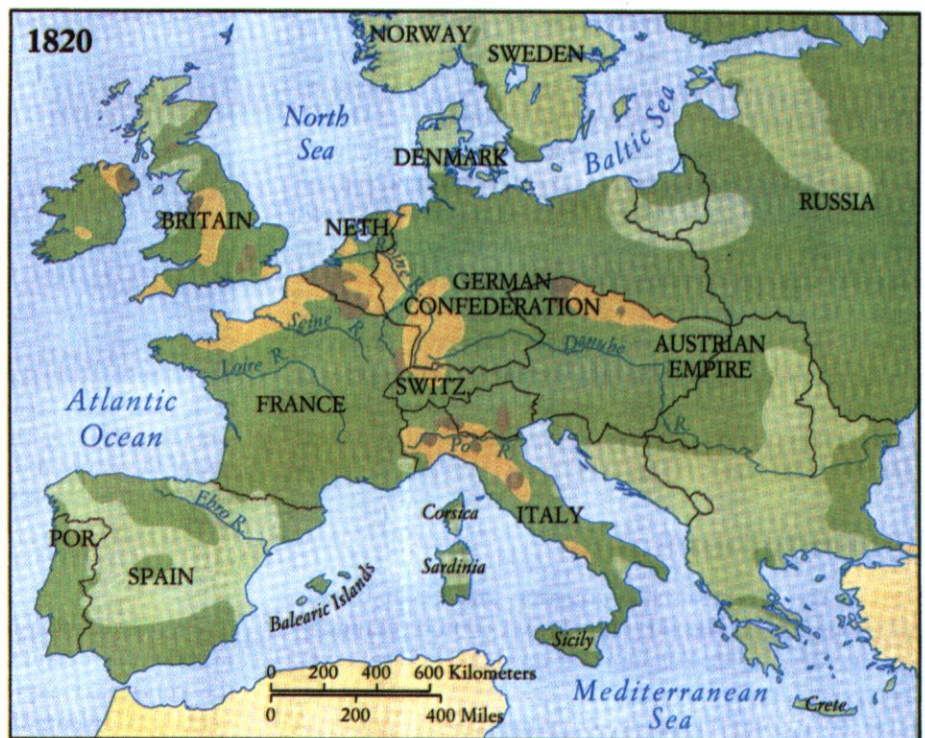 1820
NORWAY
SWEDEN
North
Sea
Baltic Sea
DENMARK
RUSSIA
BRITAIN
NETH.
Rhine R.
GERMAN
CONFEDERATION
Seine R.
Loire R.
Danube
R.
AUSTRIAN
EMPIRE
SWITZ
Atlantic
Ocean
FRANCE
Po R.
Ebro R.
Corsica
ITALY
POR.
SPAIN
Sardinia
Balearic Islands
Sicily
0 200 400 600 Kilometers
0 200 400 Miles
Mediterranean
Sea
Crete